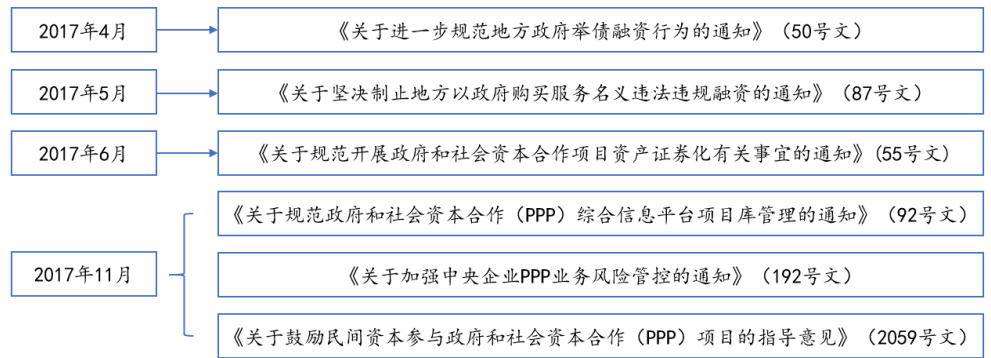 2017年4月
《关于进一步规范地方政府举债融资行为的通知》（50号文）
2017年5月
《关于坚决制止地方以政府购买服务名义违法违规融资的通知》（87号文）
2017年6月
《关于规范开展政府和社会资本合作项目资产证券化有关事宜的通知》(55号文）
2017年11月
《关于规范政府和社会资本合作（PPP）综合信息平台项目库管理的通知》（92号文）
《关于加强中央企业PPP业务风险管控的通知》（192号文）
《关于鼓励民间资本参与政府和社会资本合作（PPP）项目的指导意见》（2059号文）